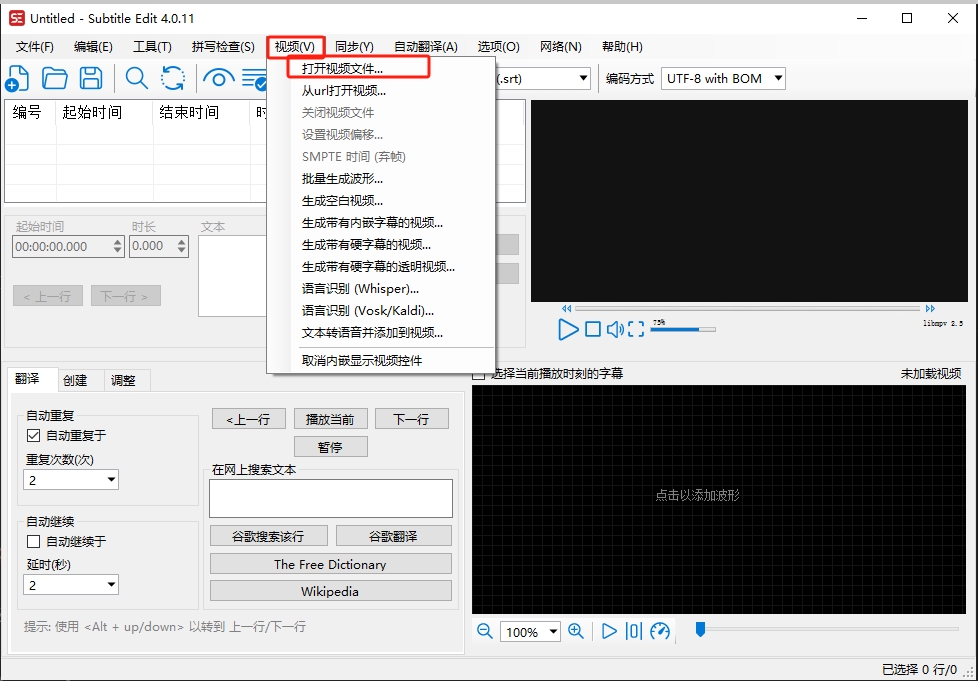 Untitled - Subtitle Edit 4.0.11
文件(F) 编辑(E) 工具(T) 拼写检查(S) 视频(V) 同步(Y) 自动翻译(A) 选项(O) 网络(N) 帮助(H)
(.srt) 编码方式 UTF-8 with BOM
打开视频文件...
从url打开视频...
关闭视频文件
设置视频偏移...
SMPTE 时间 (弃帧)
批量生成波形...
生成空白视频...
生成带有内嵌字幕的视频...
生成带有硬字幕的视频...
生成带有硬字幕的透明视频...
语言识别 (Whisper)...
语言识别 (Vosk/Kaldi)...
文本转语音并添加到视频...
取消内嵌显示视频控件
编号 起始时间 结束时间 时
起始时间 时长 文本
00:00:00.000 0.000
< 上一行 下一行 >
75%
libmpv 2.5
翻译 创建 调整
选择当前播放时刻的字幕 未加载视频
自动重复
自动重复于
重复次数(次)
2
自动继续
自动继续于
延时(秒)
2
<上一行 播放当前 下一行
暂停
在网上搜索文本
谷歌搜索该行 谷歌翻译
The Free Dictionary
Wikipedia
提示: 使用 <Alt + up/down> 以转到 上一行/下一行
点击以添加波形
100%
已选择 0 行/0